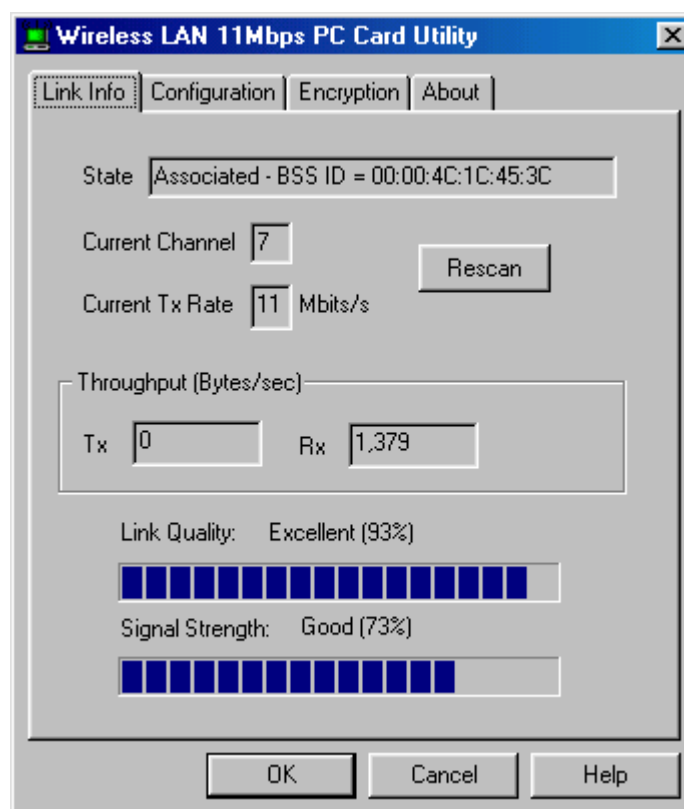 Wireless LAN 11Mbps PC Card Utility
Link Info Configuration Encryption About
State Associated - BSS ID = 00:00:4C:1C:45:3C
Current Channel 7
Rescan
Current Tx Rate 11 Mbits/s
Throughput (Bytes/sec)
Tx 0 Rx 1,379
Link Quality: Excellent (93%)
Signal Strength: Good (73%)
OK Cancel Help